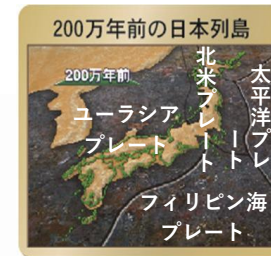 200万年前の日本列島
200万年前
ユーラシア
プレート
北米プレート
太平洋プレ
ート
フィリピン海
プレート